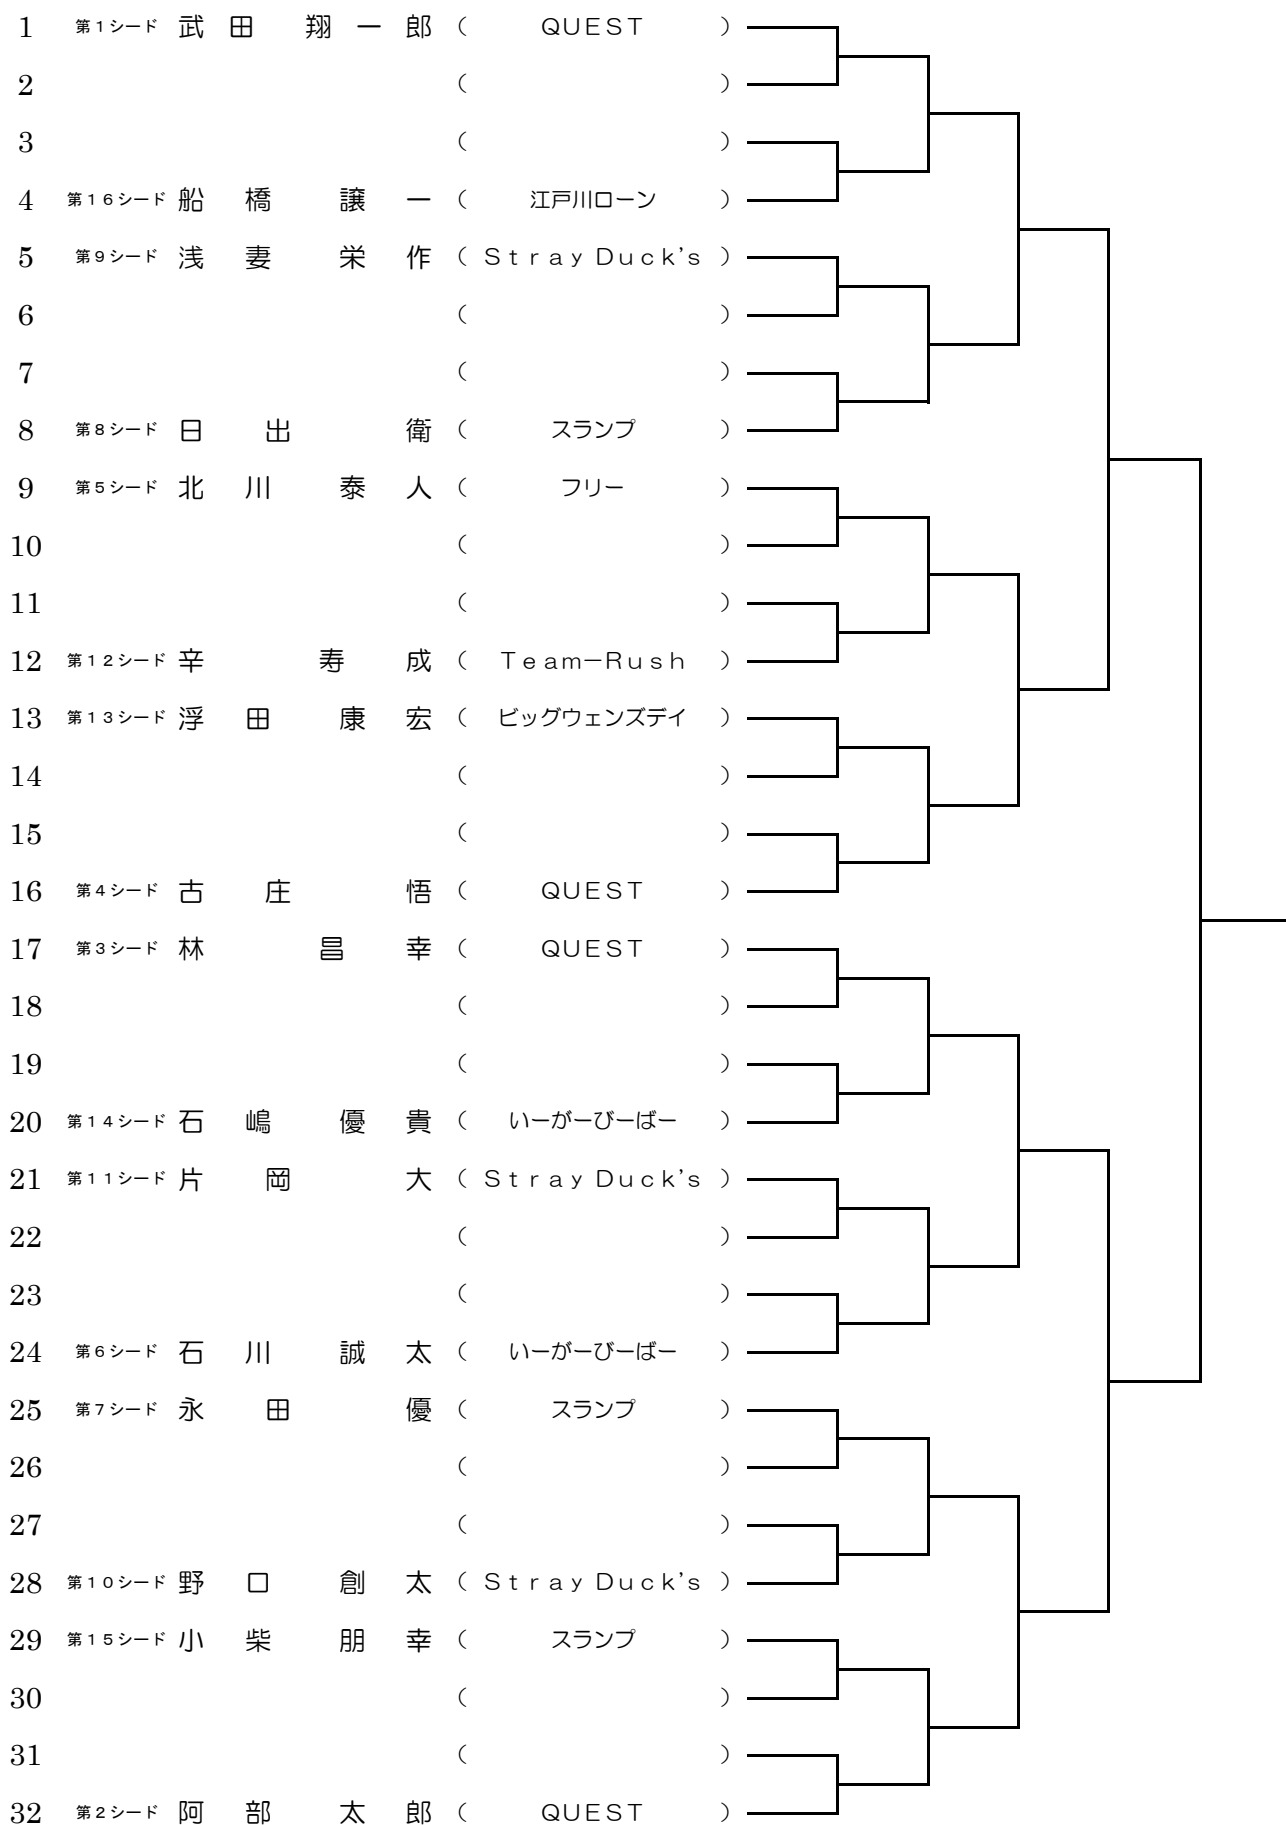 1 第1シード 武田 翔一郎 ( QUEST )
2 ( )
3 ( )
4 第16シード 船橋 譲一 ( 江戸川ローン )
5 第9シード 浅妻 栄作 ( Stray Duck's )
6 ( )
7 ( )
8 第8シード 日出 衛 ( スランプ )
9 第5シード 北川 泰人 ( フリー )
10 ( )
11 ( )
12 第12シード 辛 寿成 ( Team－Rush )
13 第13シード 浮田 康宏 ( ビッグウェンズデイ )
14 ( )
15 ( )
16 第4シード 古庄 悟 ( QUEST )
17 第3シード 林 昌幸 ( QUEST )
18 ( )
19 ( )
20 第14シード 石嶋 優貴 ( いーがーびーばー )
21 第11シード 片岡 大 ( Stray Duck's )
22 ( )
23 ( )
24 第6シード 石川 誠太 ( いーがーびーばー )
25 第7シード 永田 優 ( スランプ )
26 ( )
27 ( )
28 第10シード 野口 創太 ( Stray Duck's )
29 第15シード 小柴 朋幸 ( スランプ )
30 ( )
31 ( )
32 第2シード 阿部 太郎 ( QUEST )